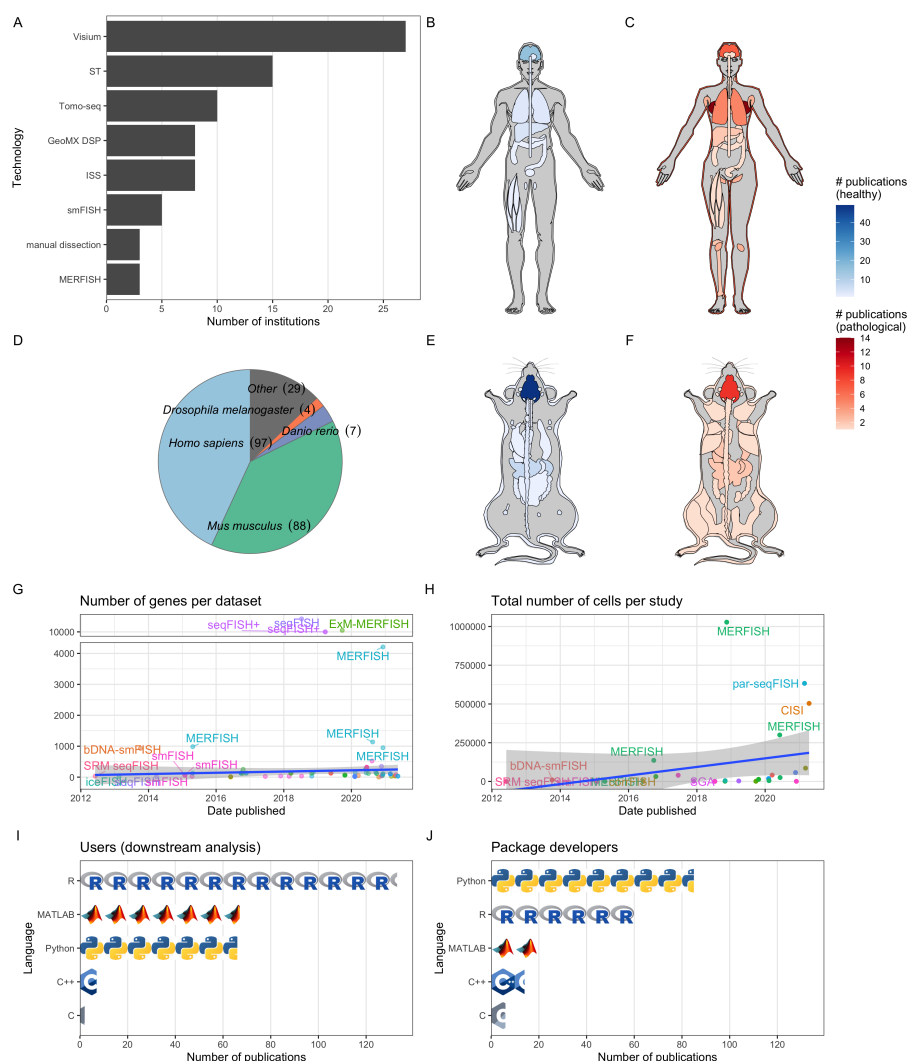 A
Visium
ST
Tomo-seq
GeoMX DSP
ISS
smFISH
manual dissection
MERFISH
Technology
0 5 10 15 20 25
Number of institutions
B
C
# publications
(healthy)
40
30
20
10
# publications
(pathological)
14
12
10
8
6
4
2
D
Other (29)
Drosophila melanogaster (4)
Danio rerio (7)
Homo sapiens (97)
Mus musculus (88)
E
F
G
Number of genes per dataset
seqFISH+
seqFISH
seqFISH+
ExM-MERFISH
10000
4000
3000
2000
1000
0
MERFISH
MERFISH
MERFISH
MERFISH
bDNA-smFISH
smFISH
smFISH
SRM seqFISH
iceFISH
smFISH
2012 2014 2016 2018 2020
Date published
H
Total number of cells per study
1000000
750000
500000
250000
0
MERFISH
par-seqFISH
CISI
MERFISH
MERFISH
bDNA-smFISH
SRM seqFISH
SGA
2012 2014 2016 2018 2020
Date published
I
Users (downstream analysis)
R
MATLAB
Python
C++
C
Language
0 20 40 60 80 100 120
Number of publications
J
Package developers
Python
R
MATLAB
C++
C
Language
0 20 40 60 80 100 120
Number of publications